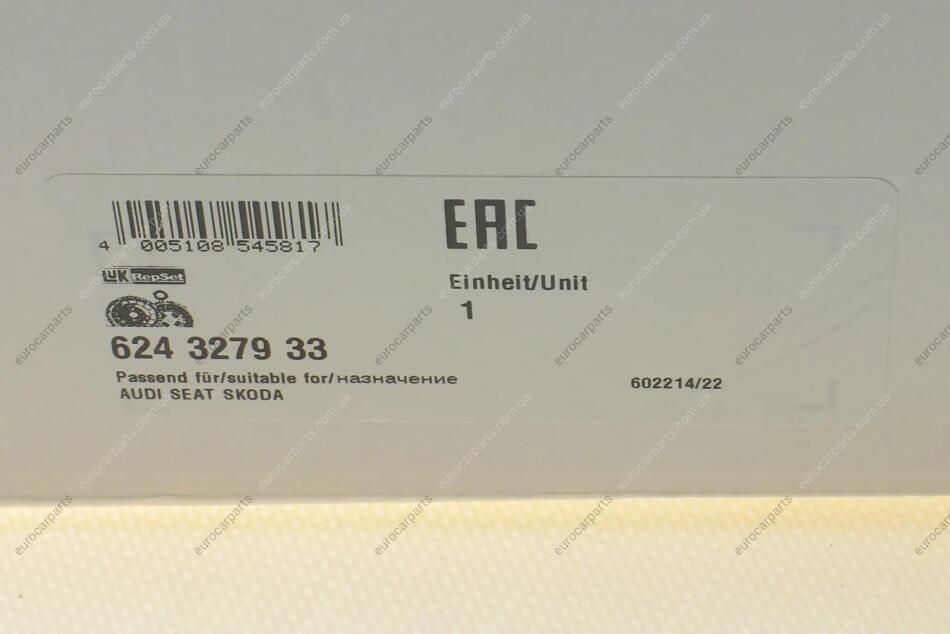 4 005108 545817
EAC
LUK RepSet
Einheit/Unit
1
624 3279 33
Passend für/suitable for/назначение
AUDI SEAT SKODA
602214/22
eurocarparts.com.ua